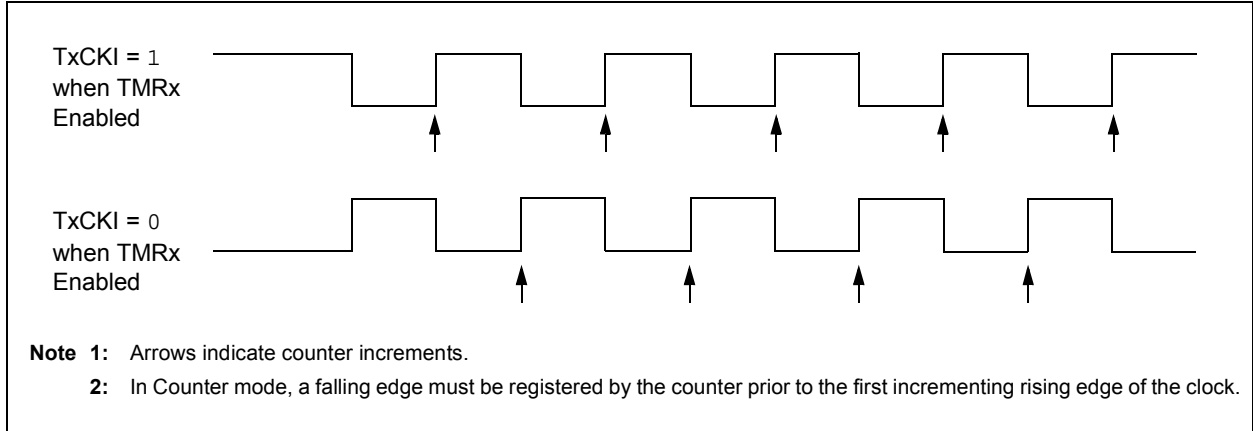 TxCKI = 1
when TMRx
Enabled
TxCKI = 0
when TMRx
Enabled
Note 1: Arrows indicate counter increments.
2: In Counter mode, a falling edge must be registered by the counter prior to the first incrementing rising edge of the clock.